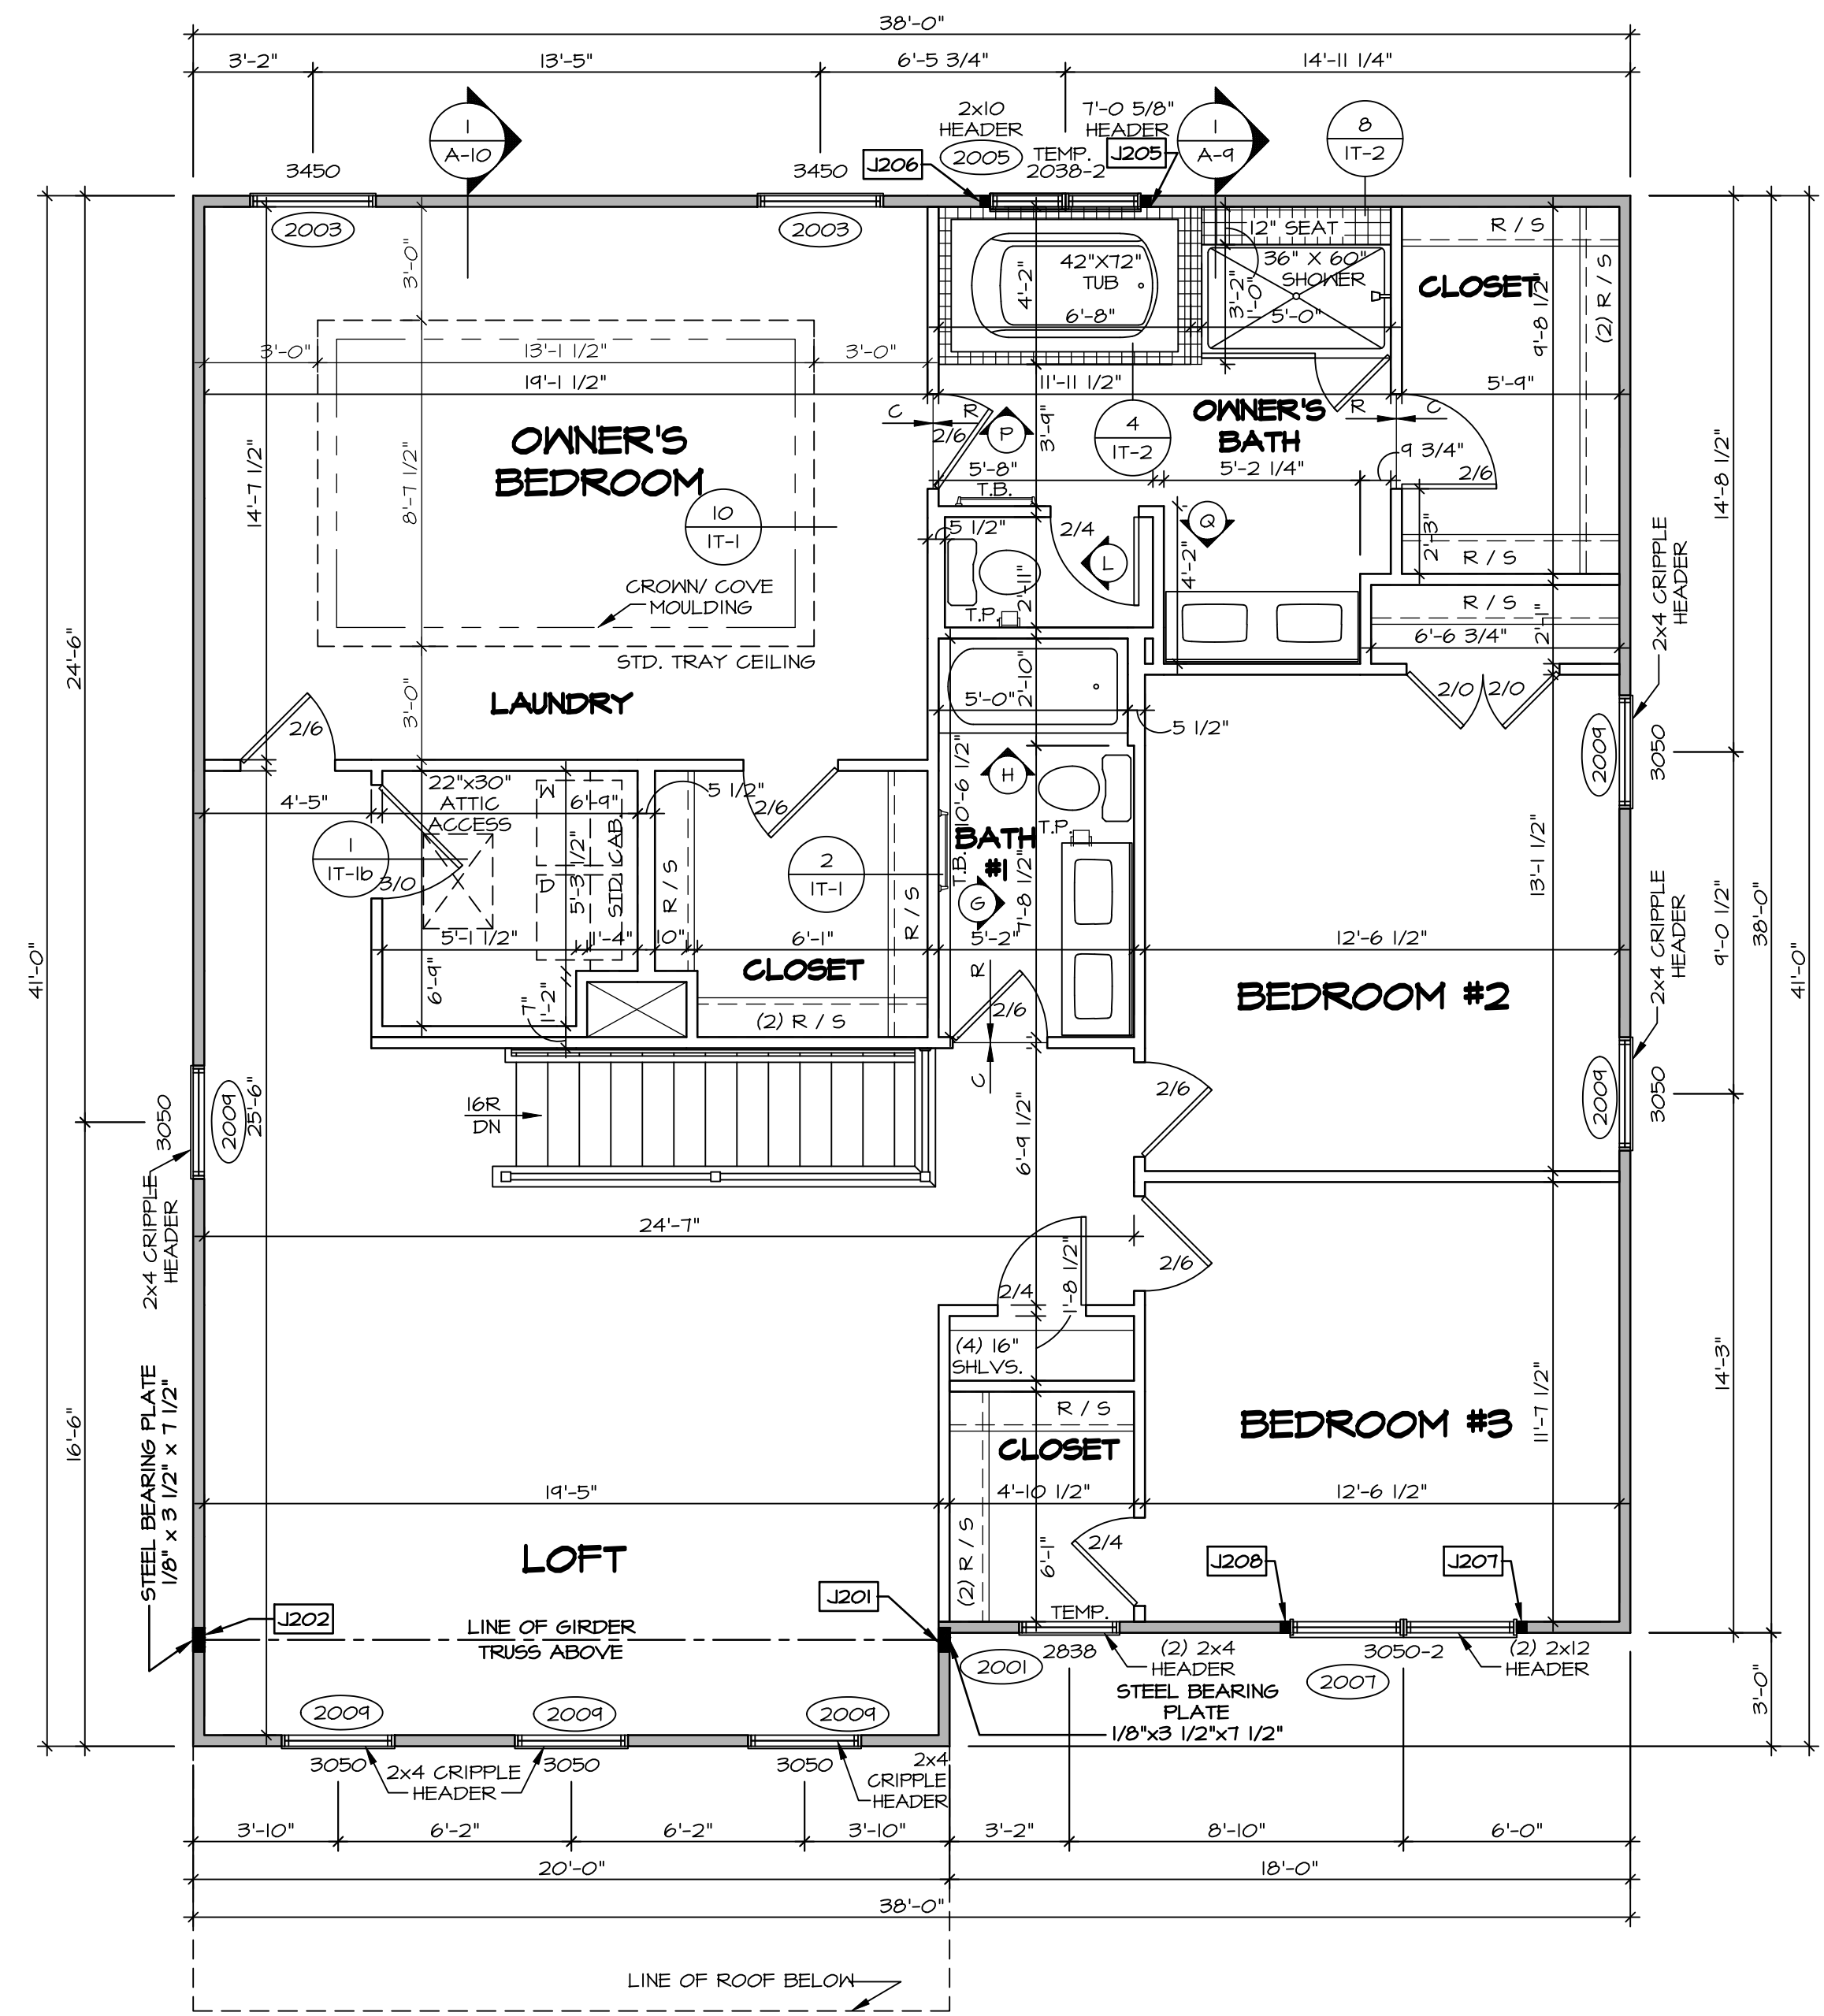 38'-0"
3'-2"
13'-5"
6'-5 3/4"
14'-11 1/4"
1
A-10
2x10
HEADER
7'-0 5/8"
HEADER
1
A-9
8
IT-2
3450
3450
J206
2005
TEMP.
2038-2
J205
2003
2003
3'-0"
12" SEAT
R / S
42"X72"
TUB
4'-2"
36" X 60"
SHOWER
3'-2"
1'-0"
CLOSET
9'-8 1/2"
(2) R / S
6'-8"
5'-0"
3'-0"
13'-1 1/2"
3'-0"
19'-1 1/2"
11'-11 1/2"
5'-9"
OWNER'S
BEDROOM
C
R
2/6
P
3'-9"
4
IT-2
OWNER'S
BATH
R
C
14'-7 1/2"
8'-7 1/2"
5'-8"
T.B.
5'-2 1/4"
9 3/4"
2/6
14'-8 1/2"
10
IT-1
5 1/2"
2/4
L
Q
4'-2"
2'-3"
R / S
2x4 CRIPPLE
HEADER
CROWN/ COVE
MOULDING
2'-11"
T.P.
R / S
2'-1"
24'-6"
STD. TRAY CEILING
6'-6 3/4"
LAUNDRY
3'-0"
2/6
5'-0"
2'-10"
5 1/2"
2/0
2/0
2009
3050
4'-5"
22"x30"
ATTIC
ACCESS
W
6'-9"
5 1/2"
2/6
10'-6 1/2"
H
T.P.
BATH
#1
1
IT-1b
3/0
D
5'-3 1/2"
STD. CAB.
R / S
2
IT-1
R / S
T.B.
G
7'-8 1/2"
13'-1 1/2"
2x4 CRIPPLE
HEADER
9'-0 1/2"
38'-0"
41'-0"
41'-0"
5'-1 1/2"
1'-4"
10"
6'-1"
5'-2"
12'-6 1/2"
CLOSET
6'-9"
7"
1'-2"
(2) R / S
R
2/6
C
BEDROOM #2
3050
2009
25'-6"
16R
DN
6'-9 1/2"
2/6
2009
3050
2x4 CRIPPLE
HEADER
24'-7"
2/6
2/4
1'-8 1/2"
(4) 16"
SHLVS.
14'-3"
STEEL BEARING PLATE
1/8" x 3 1/2" x 7 1/2"
16'-6"
R / S
CLOSET
BEDROOM #3
11'-7 1/2"
19'-5"
4'-10 1/2"
12'-6 1/2"
(2) R / S
6'-1"
2/4
LOFT
J208
J207
J202
J201
LINE OF GIRDER
TRUSS ABOVE
TEMP.
2001
2838
(2) 2x4
HEADER
3050-2
2007
(2) 2x12
HEADER
STEEL BEARING
PLATE
1/8"x3 1/2"x7 1/2"
3'-0"
2009
2009
2009
3050
2x4 CRIPPLE
HEADER
3050
3050
2x4
CRIPPLE
HEADER
3'-10"
6'-2"
6'-2"
3'-10"
3'-2"
8'-10"
6'-0"
20'-0"
18'-0"
38'-0"
LINE OF ROOF BELOW